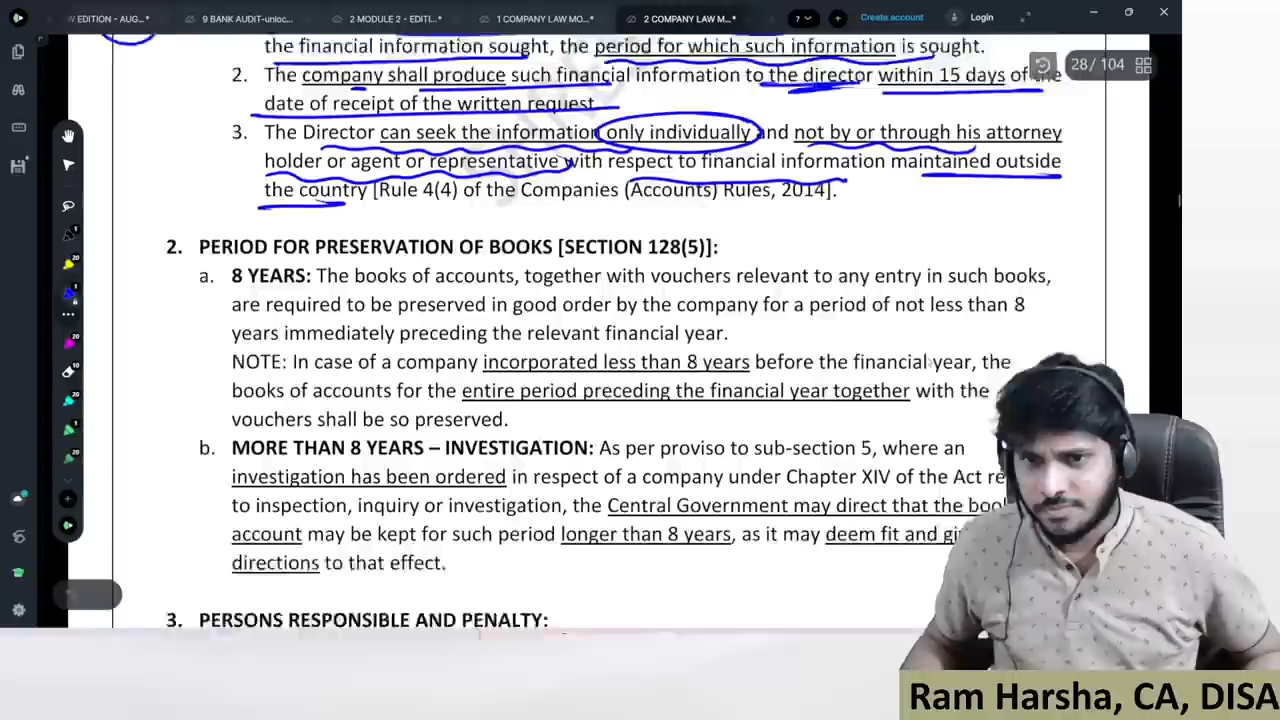 W EDITION - AUG...*
9 BANK AUDIT-unloc...
2 MODULE 2 - EDITI...*
1 COMPANY LAW MO...*
2 COMPANY LAW M...*
7
Create account
Login
28 / 104
the financial information sought, the period for which such information is sought.
2. The company shall produce such financial information to the director within 15 days of the
date of receipt of the written request.
3. The Director can seek the information only individually and not by or through his attorney
holder or agent or representative with respect to financial information maintained outside
the country [Rule 4(4) of the Companies (Accounts) Rules, 2014].
2. PERIOD FOR PRESERVATION OF BOOKS [SECTION 128(5)]:
a. 8 YEARS: The books of accounts, together with vouchers relevant to any entry in such books,
are required to be preserved in good order by the company for a period of not less than 8
years immediately preceding the relevant financial year.
NOTE: In case of a company incorporated less than 8 years before the financial year, the
books of accounts for the entire period preceding the financial year together with the
vouchers shall be so preserved.
b. MORE THAN 8 YEARS – INVESTIGATION: As per proviso to sub-section 5, where an
investigation has been ordered in respect of a company under Chapter XIV of the Act re
to inspection, inquiry or investigation, the Central Government may direct that the boo
account may be kept for such period longer than 8 years, as it may deem fit and gi
directions to that effect.
3. PERSONS RESPONSIBLE AND PENALTY:
Ram Harsha, CA, DISA